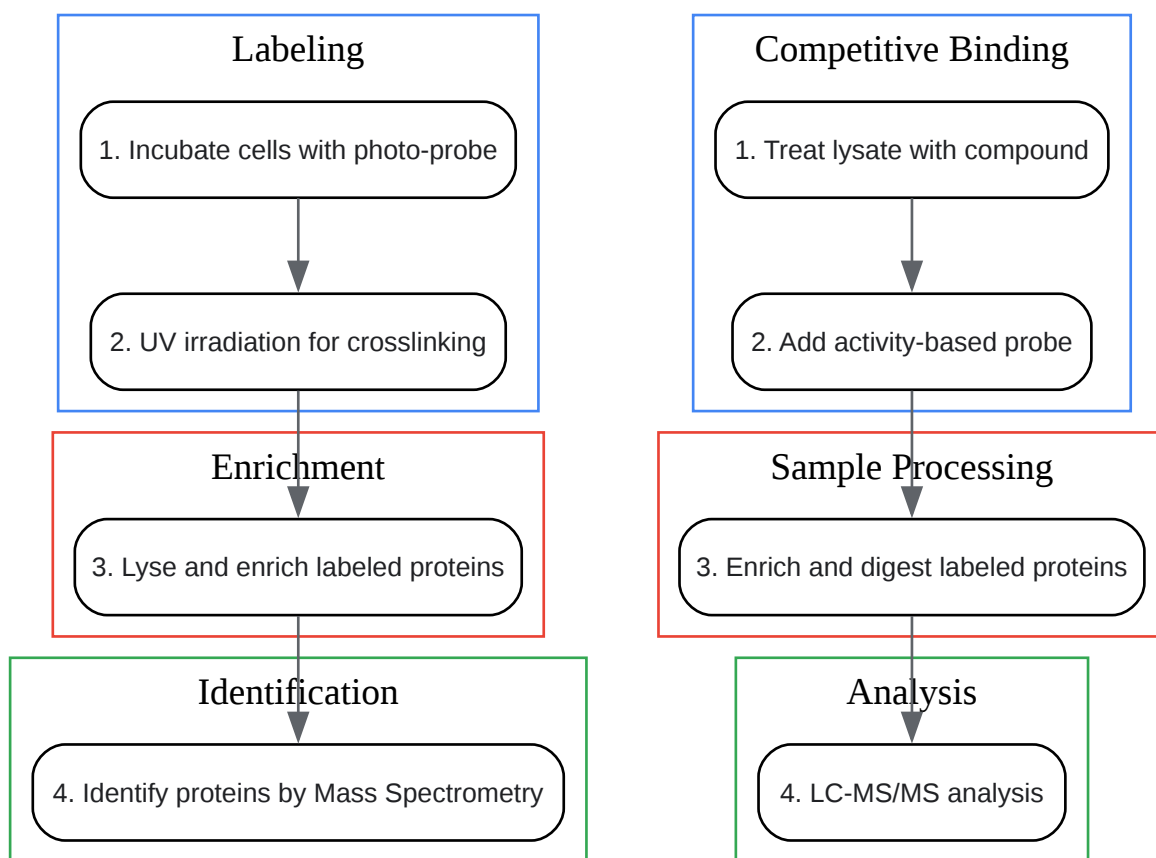 Labeling
1. Incubate cells with photo-probe
2. UV irradiation for crosslinking
Enrichment
3. Lyse and enrich labeled proteins
Identification
4. Identify proteins by Mass Spectrometry
Competitive Binding
1. Treat lysate with compound
2. Add activity-based probe
Sample Processing
3. Enrich and digest labeled proteins
Analysis
4. LC-MS/MS analysis